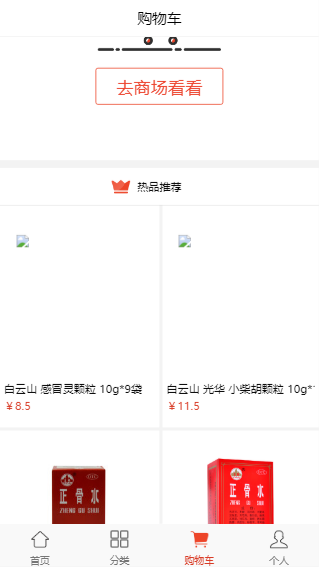 购物车
去商场看看
热品推荐
白云山 感冒灵颗粒 10g*9袋
¥8.5
白云山 光华 小柴胡颗粒 10g*
¥11.5
正骨水
ZHENG GU SHUI
正骨水
ZHENG GU SHUI
首页
分类
购物车
个人